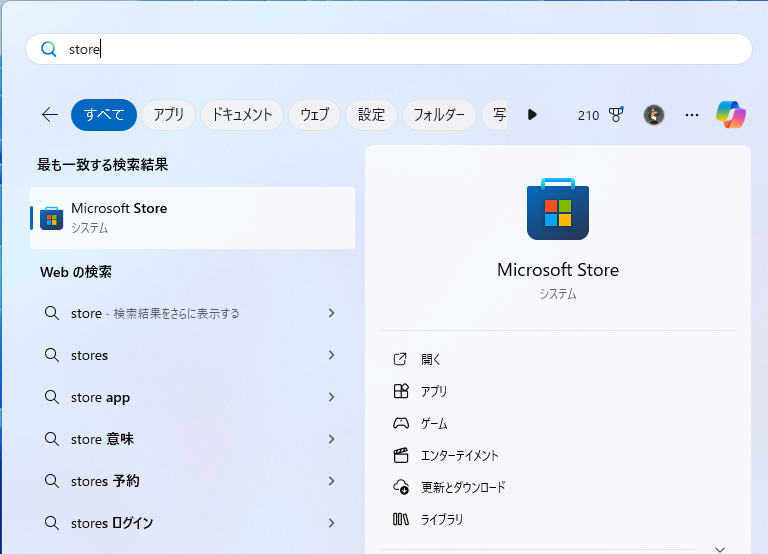 store
すべて アプリ ドキュメント ウェブ 設定 フォルダー 写 210
最も一致する検索結果
Microsoft Store
システム
Web の検索
store - 検索結果をさらに表示する
stores
store app
store 意味
stores 予約
stores ログイン
Microsoft Store
システム
開く
アプリ
ゲーム
エンターテイメント
更新とダウンロード
ライブラリ